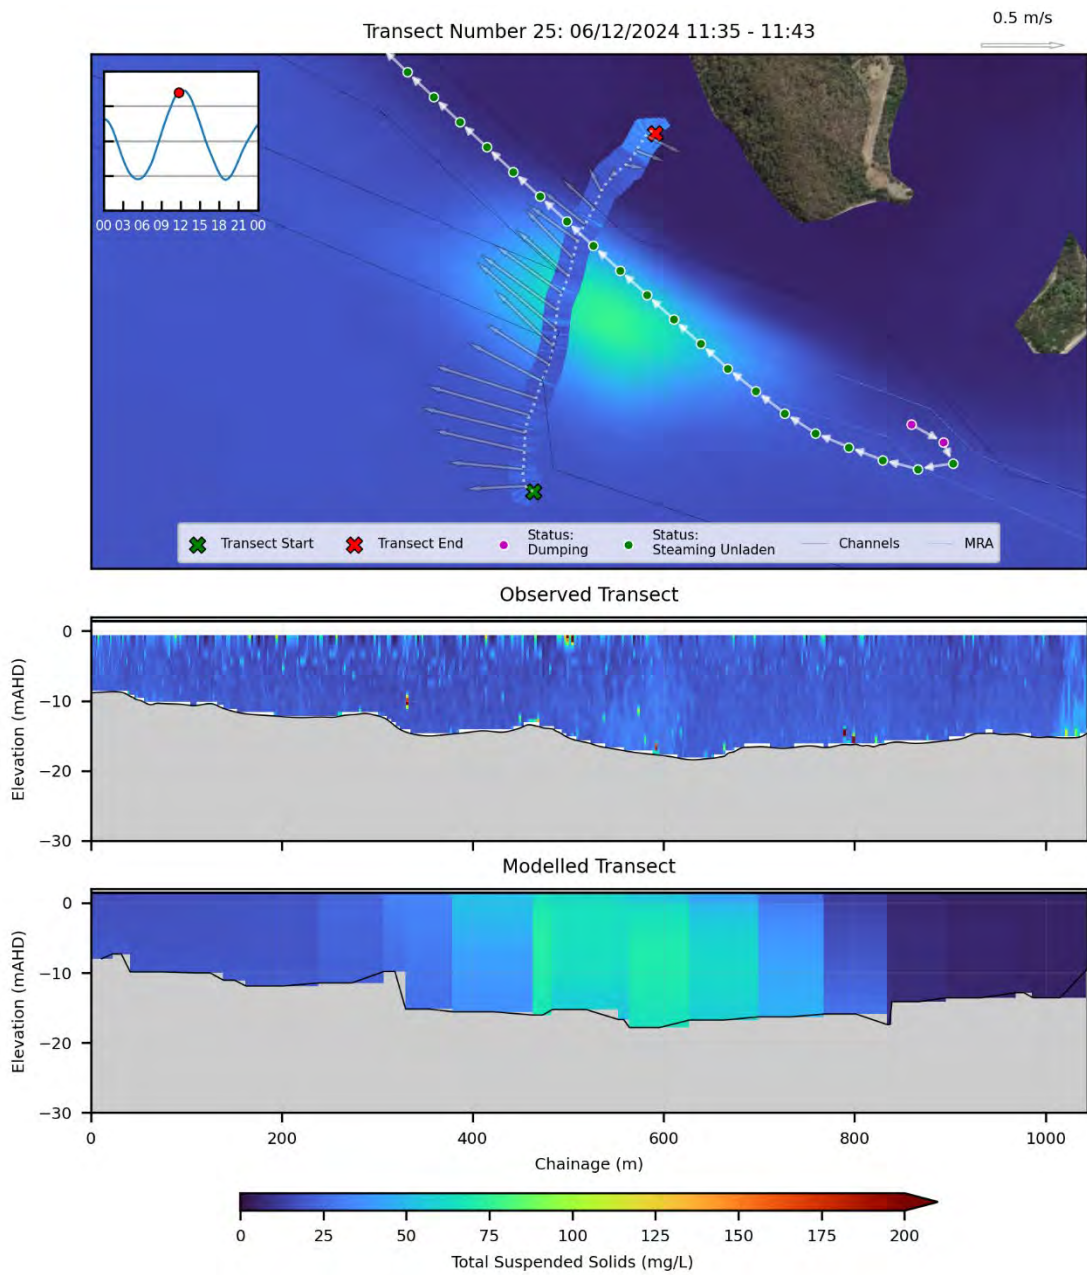 Transect Number 25: 06/12/2024 11:35 - 11:43
0.5 m/s
00 03 06 09 12 15 18 21 00
Transect Start
Transect End
Status:
Dumping
Status:
Steaming Unladen
Channels
MRA
Observed Transect
0
−10
−20
−30
Elevation (mAHD)
Modelled Transect
0
−10
−20
−30
Elevation (mAHD)
0 200 400 600 800 1000
Chainage (m)
0 25 50 75 100 125 150 175 200
Total Suspended Solids (mg/L)